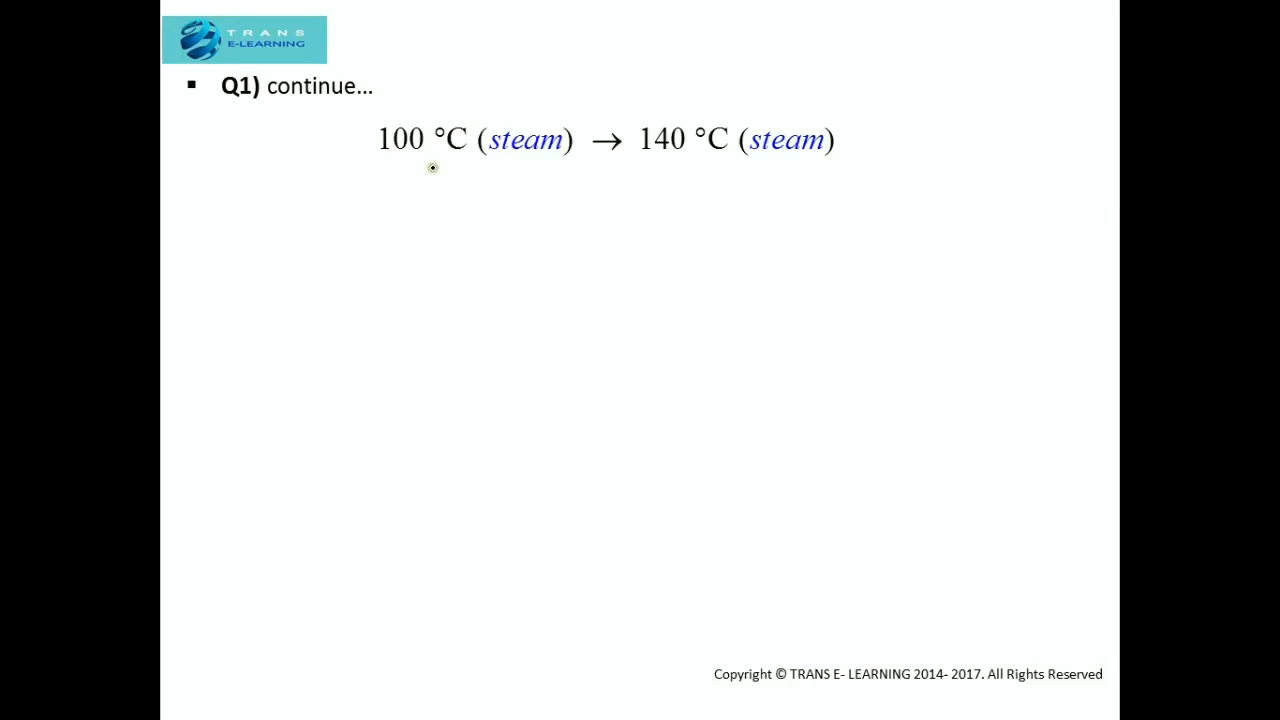 TRANS
E-LEARNING
▪ Q1) continue...
100 °C (steam) → 140 °C (steam)
Copyright © TRANS E- LEARNING 2014- 2017. All Rights Reserved